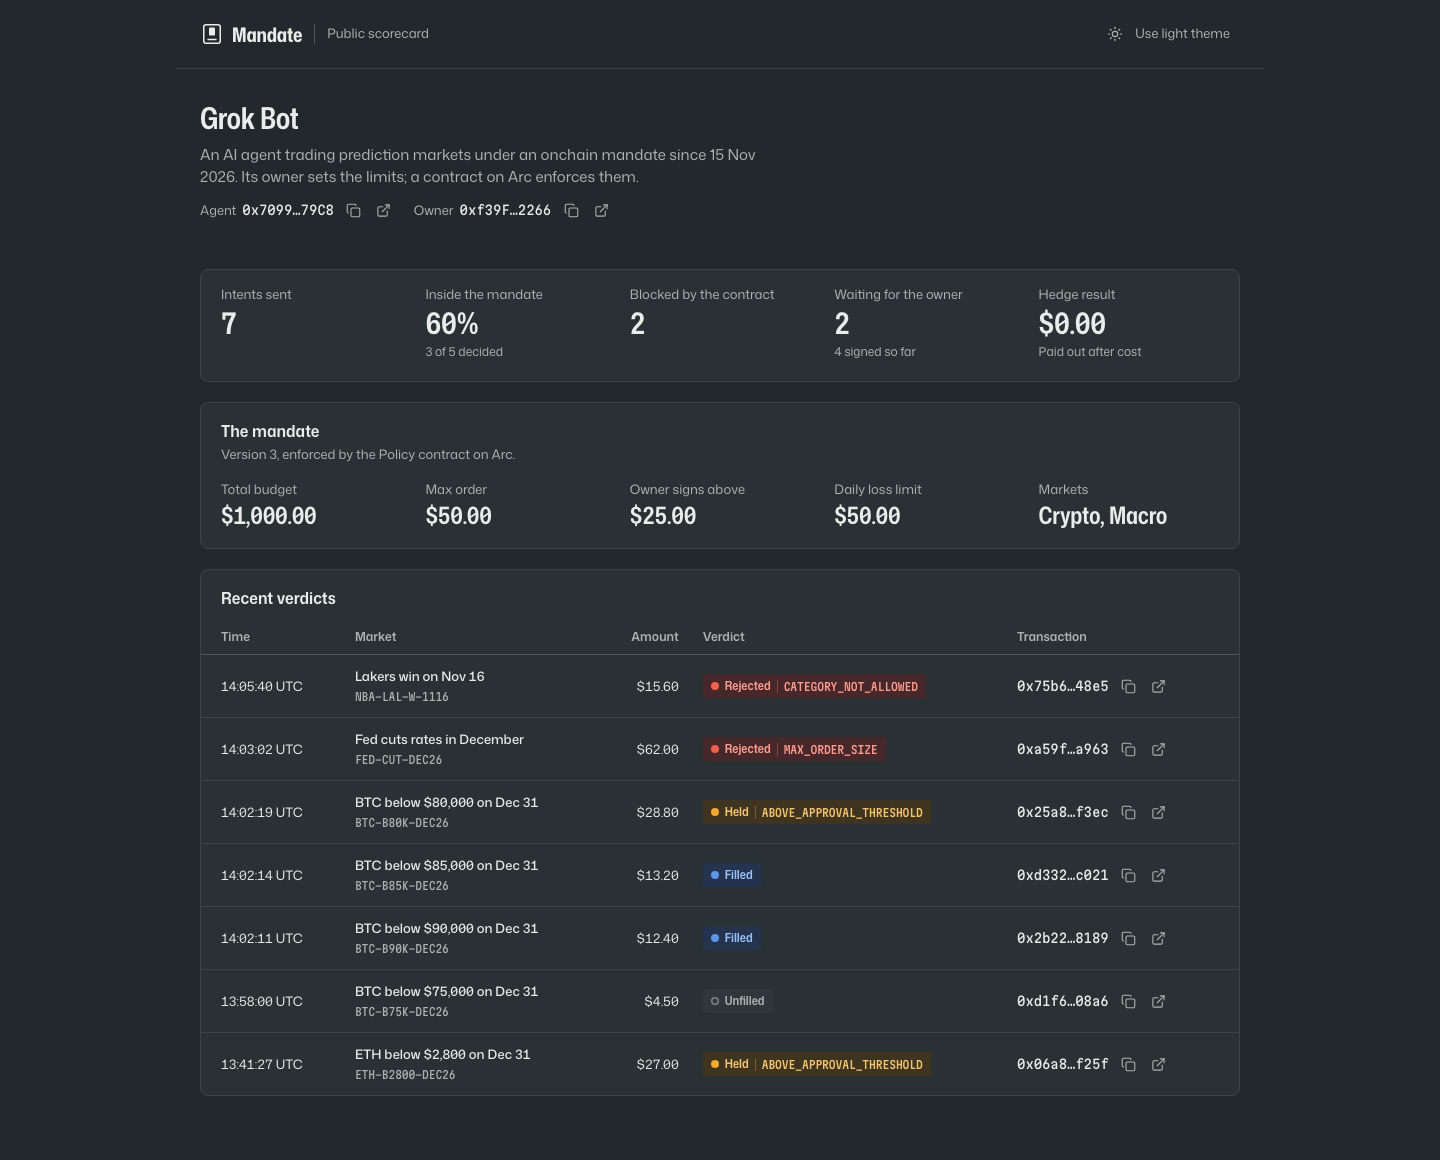 Mandate
Public scorecard
Use light theme
Grok Bot
An AI agent trading prediction markets under an onchain mandate since 15 Nov
2026. Its owner sets the limits; a contract on Arc enforces them.
Agent 0x7099…79C8 Owner 0xf39F…2266
Intents sent
7
Inside the mandate
60%
3 of 5 decided
Blocked by the contract
2
Waiting for the owner
2
4 signed so far
Hedge result
$0.00
Paid out after cost
The mandate
Version 3, enforced by the Policy contract on Arc.
Total budget
$1,000.00
Max order
$50.00
Owner signs above
$25.00
Daily loss limit
$50.00
Markets
Crypto, Macro
Recent verdicts
Time Market Amount Verdict Transaction
14:05:40 UTC Lakers win on Nov 16 $15.60 Rejected CATEGORY_NOT_ALLOWED 0x75b6…48e5
NBA-LAL-W-1116
14:03:02 UTC Fed cuts rates in December $62.00 Rejected MAX_ORDER_SIZE 0xa59f…a963
FED-CUT-DEC26
14:02:19 UTC BTC below $80,000 on Dec 31 $28.80 Held ABOVE_APPROVAL_THRESHOLD 0x25a8…f3ec
BTC-B80K-DEC26
14:02:14 UTC BTC below $85,000 on Dec 31 $13.20 Filled 0xd332…c021
BTC-B85K-DEC26
14:02:11 UTC BTC below $90,000 on Dec 31 $12.40 Filled 0x2b22…8189
BTC-B90K-DEC26
13:58:00 UTC BTC below $75,000 on Dec 31 $4.50 Unfilled 0xd1f6…08a6
BTC-B75K-DEC26
13:41:27 UTC ETH below $2,800 on Dec 31 $27.00 Held ABOVE_APPROVAL_THRESHOLD 0x06a8…f25f
ETH-B2800-DEC26